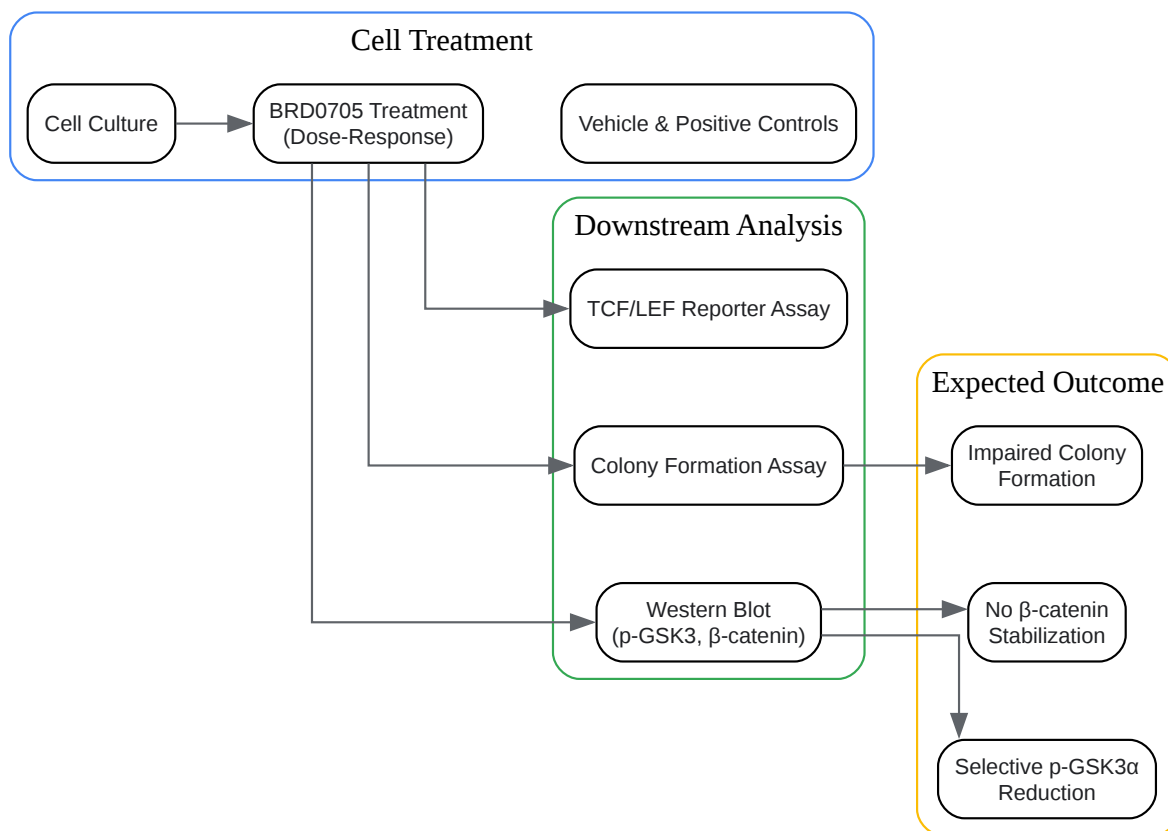 Cell Treatment
Cell Culture
BRD0705 Treatment
(Dose-Response)
Vehicle & Positive Controls
Downstream Analysis
TCF/LEF Reporter Assay
Expected Outcome
Colony Formation Assay
Impaired Colony
Formation
Western Blot
(p-GSK3, β-catenin)
No β-catenin
Stabilization
Selective p-GSK3α
Reduction